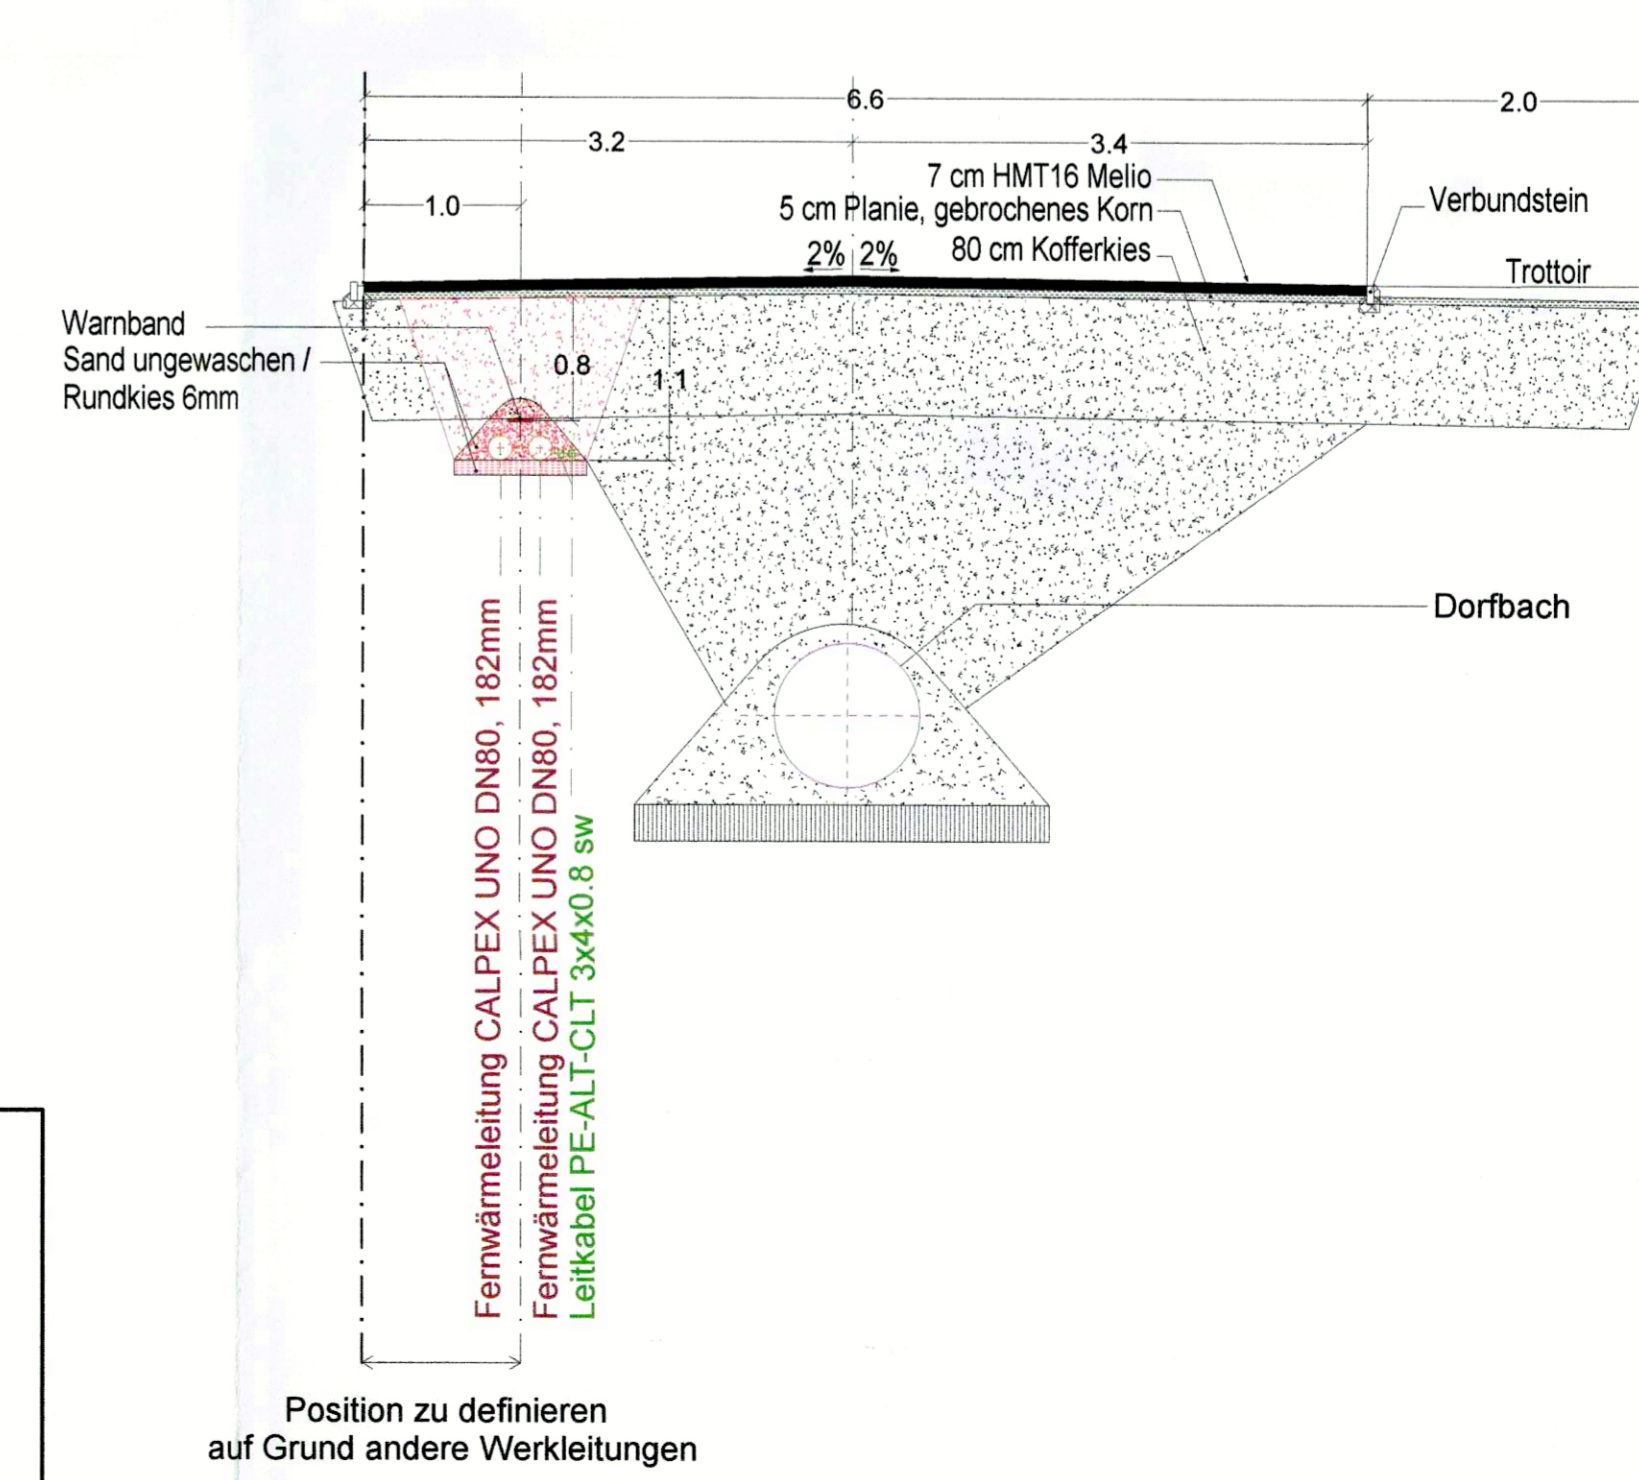 6.6
2.0
3.2
3.4
7 cm HMT16 Melio
1.0
5 cm Planie, gebrochenes Korn
Verbundstein
2% 2%
80 cm Kofferkies
Trottoir
Warnband
Sand ungewaschen /
Rundkies 6mm
0.8
1.1
Dorfbach
Fernwärmeleitung CALPEX UNO DN80, 182mm
Fernwärmeleitung CALPEX UNO DN80, 182mm
Leitkabel PE-ALT-CLT 3x4x0.8 sw
Position zu definieren
auf Grund andere Werkleitungen